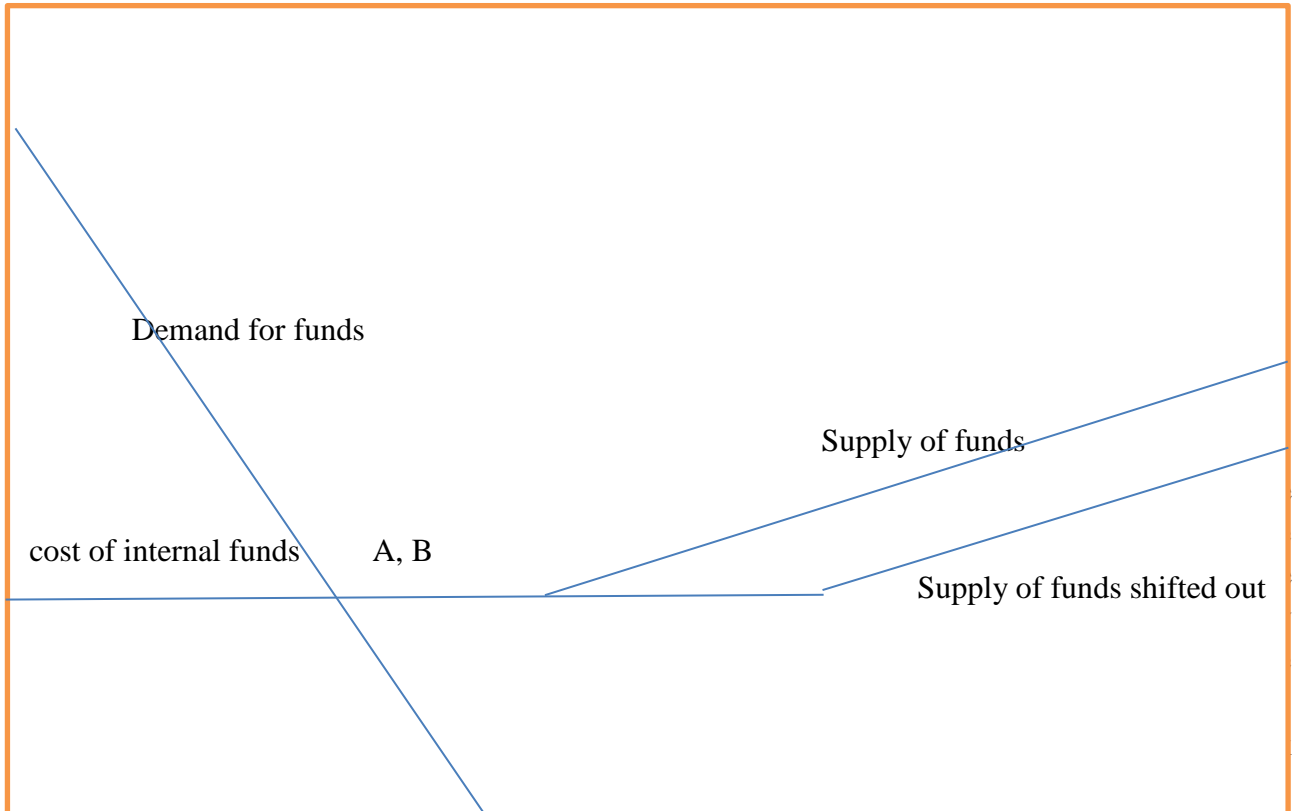 Demand for funds
Supply of funds
cost of internal funds
A, B
Supply of funds shifted out